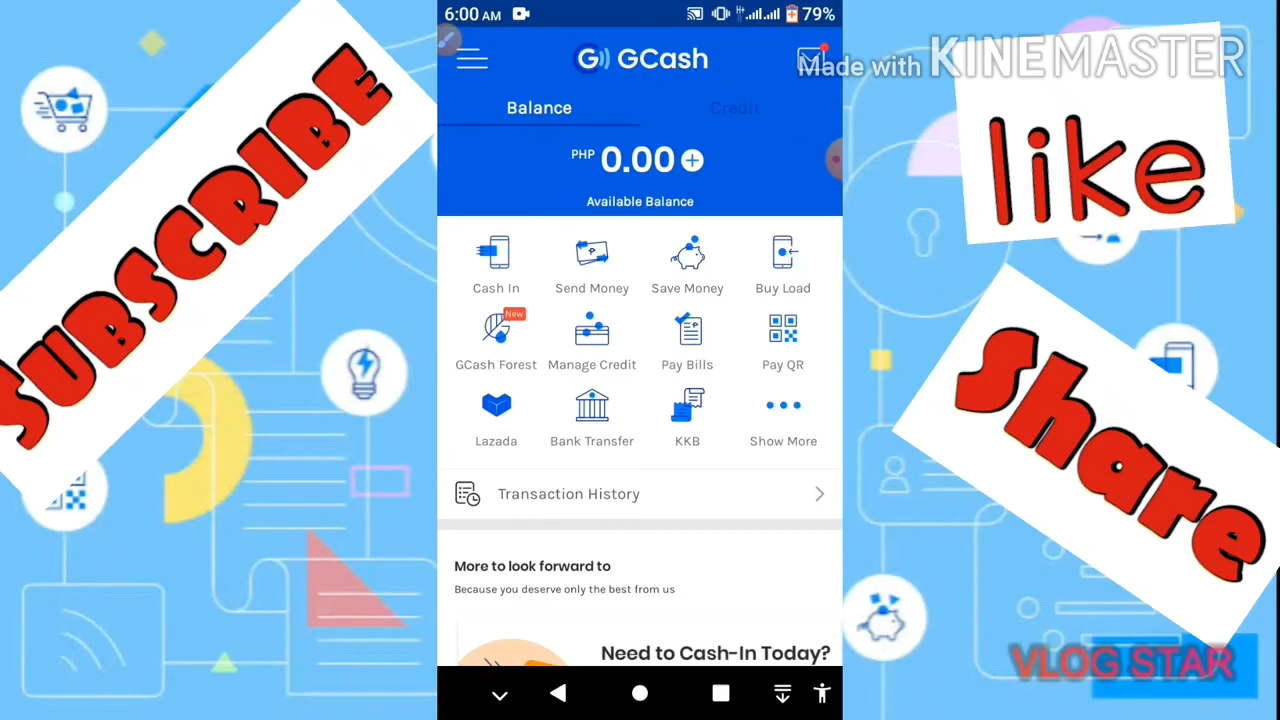 6:00 AM 79%
GCash
Made with KINEMASTER
Balance Credit
PHP 0.00
Available Balance
Cash In Send Money Save Money Buy Load
New
GCash Forest Manage Credit Pay Bills Pay QR
Lazada Bank Transfer KKB Show More
Transaction History
More to look forward to
Because you deserve only the best from us
Need to Cash-In Today?
SUBSCRIBE
like
Share
VLOG STAR